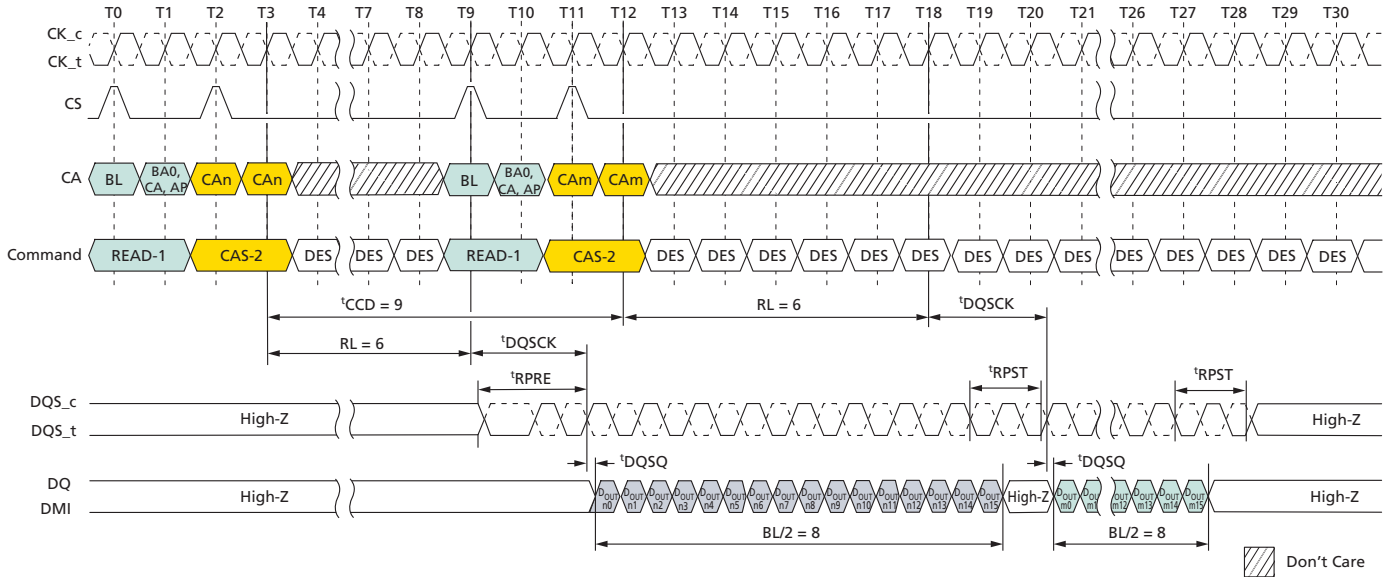 T0 T1 T2 T3 T4 T7 T8 T9 T10 T11 T12 T13 T14 T15 T16 T17 T18 T19 T20 T21 T26 T27 T28 T29 T30
CK_c
CK_t
CS
CA BL BA0, CA, AP CAn CAn BL BA0, CA, AP CAm CAm
Command READ-1 CAS-2 DES DES DES READ-1 CAS-2 DES DES DES DES DES DES DES DES DES DES DES DES DES DES
tCCD = 9 RL = 6 tDQSCK
RL = 6 tDQSCK
tRPRE tRPST tRPST
DQS_c
High-Z High-Z
DQS_t
tDQSQ tDQSQ
DQ
High-Z DOUT n0 DOUT n1 DOUT n2 DOUT n3 DOUT n4 DOUT n5 DOUT n6 DOUT n7 DOUT n8 DOUT n9 DOUT n10 DOUT n11 DOUT n12 DOUT n13 DOUT n14 DOUT n15 High-Z DOUT m0 DOUT m1 DOUT m12 DOUT m13 DOUT m14 DOUT m15 High-Z
DMI
BL/2 = 8 BL/2 = 8
Don't Care